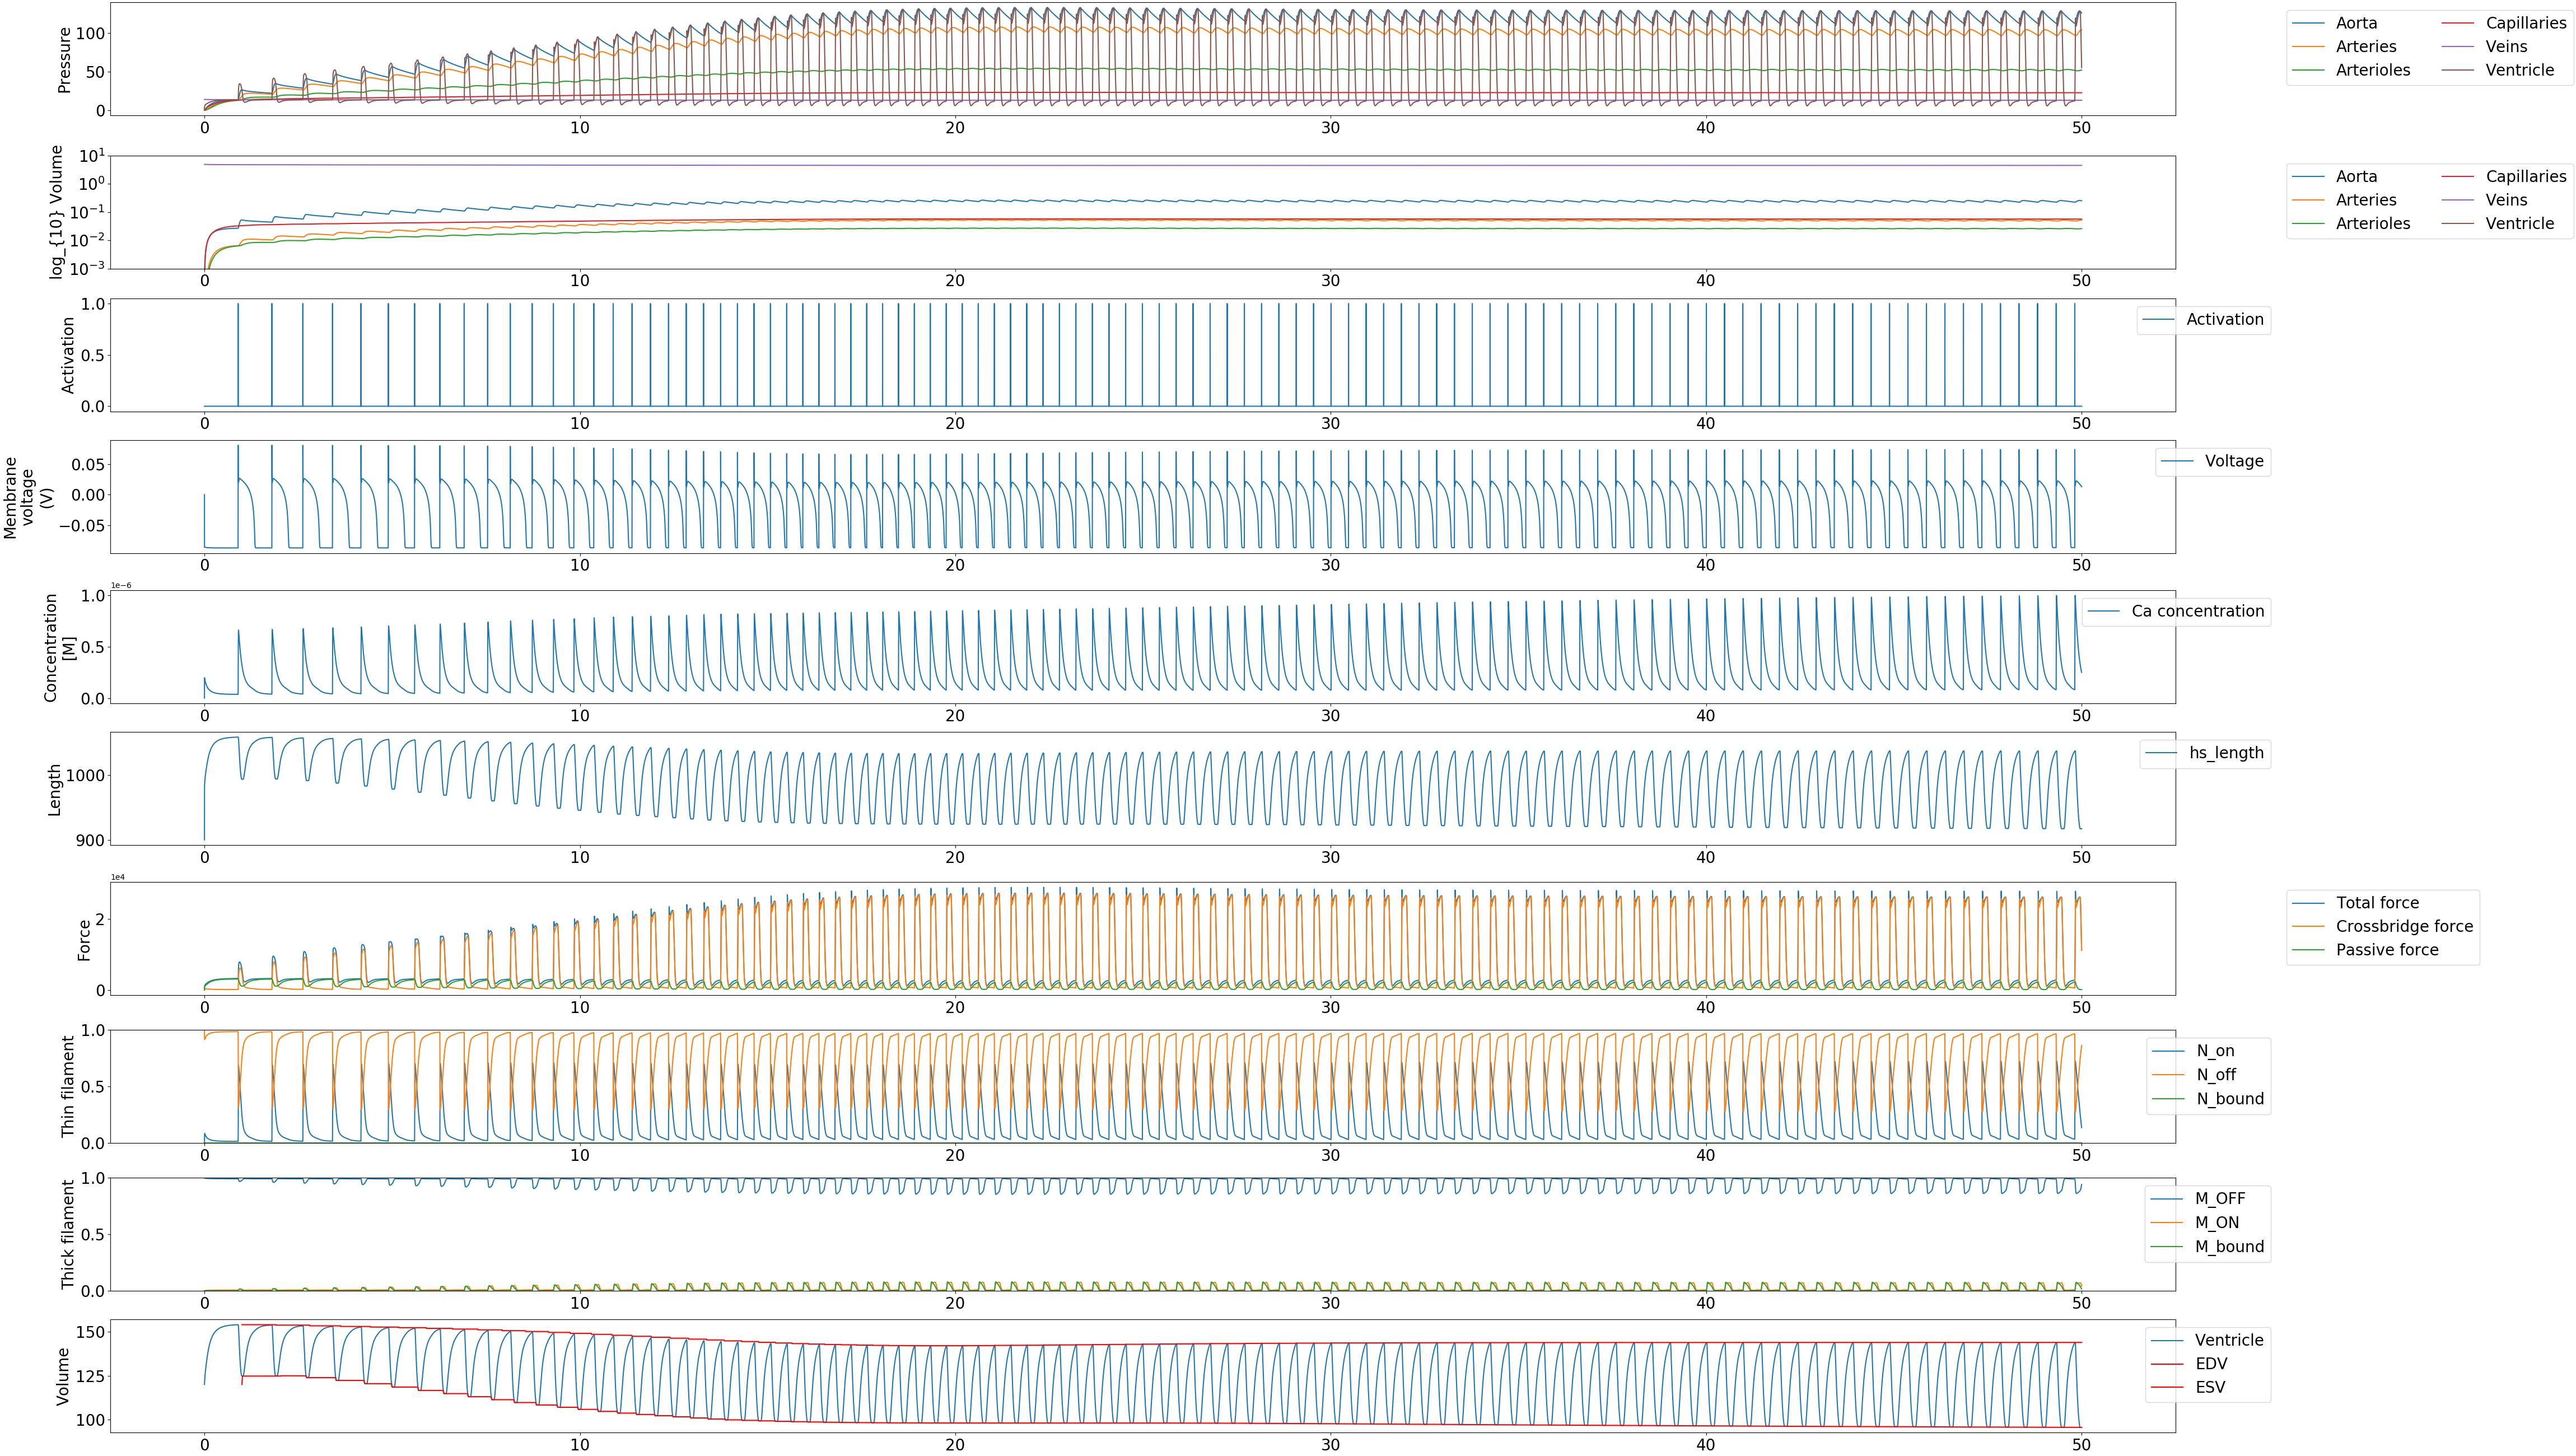 Pressure
100
50
0
0 10 20 30 40 50
Aorta Capillaries
Arteries Veins
Arterioles Ventricle
log_{10} Volume
10^1
10^0
10^-1
10^-2
10^-3
0 10 20 30 40 50
Aorta Capillaries
Arteries Veins
Arterioles Ventricle
Activation
1.0
0.5
0.0
0 10 20 30 40 50
Activation
Membrane
voltage
(V)
0.05
0.00
−0.05
0 10 20 30 40 50
Voltage
Concentration
[M]
1e−6
1.0
0.5
0.0
0 10 20 30 40 50
Ca concentration
Length
1000
900
0 10 20 30 40 50
hs_length
Force
1e4
2
0
0 10 20 30 40 50
Total force
Crossbridge force
Passive force
Thin filament
1.0
0.5
0.0
0 10 20 30 40 50
N_on
N_off
N_bound
Thick filament
1.0
0.5
0.0
0 10 20 30 40 50
M_OFF
M_ON
M_bound
Volume
150
125
100
0 10 20 30 40 50
Ventricle
EDV
ESV